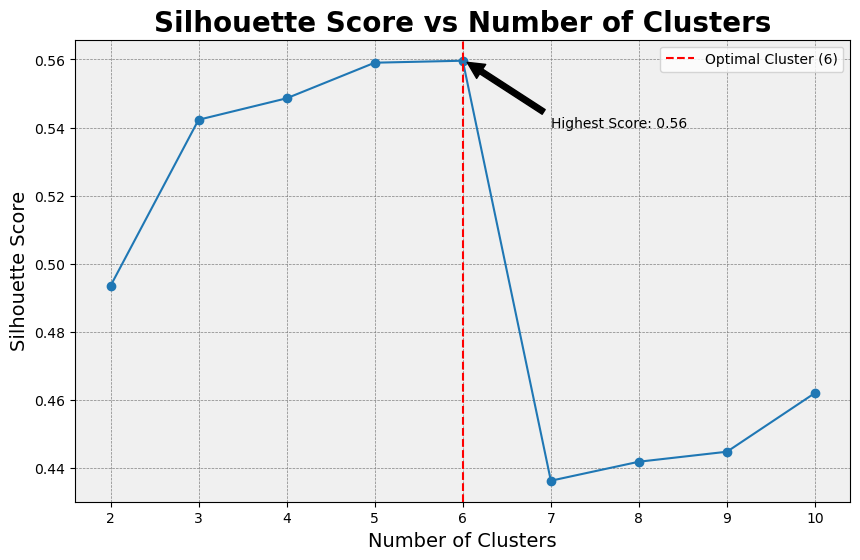 Silhouette Score vs Number of Clusters
Optimal Cluster (6)
Highest Score: 0.56
Silhouette Score
0.56
0.54
0.52
0.50
0.48
0.46
0.44
2 3 4 5 6 7 8 9 10
Number of Clusters